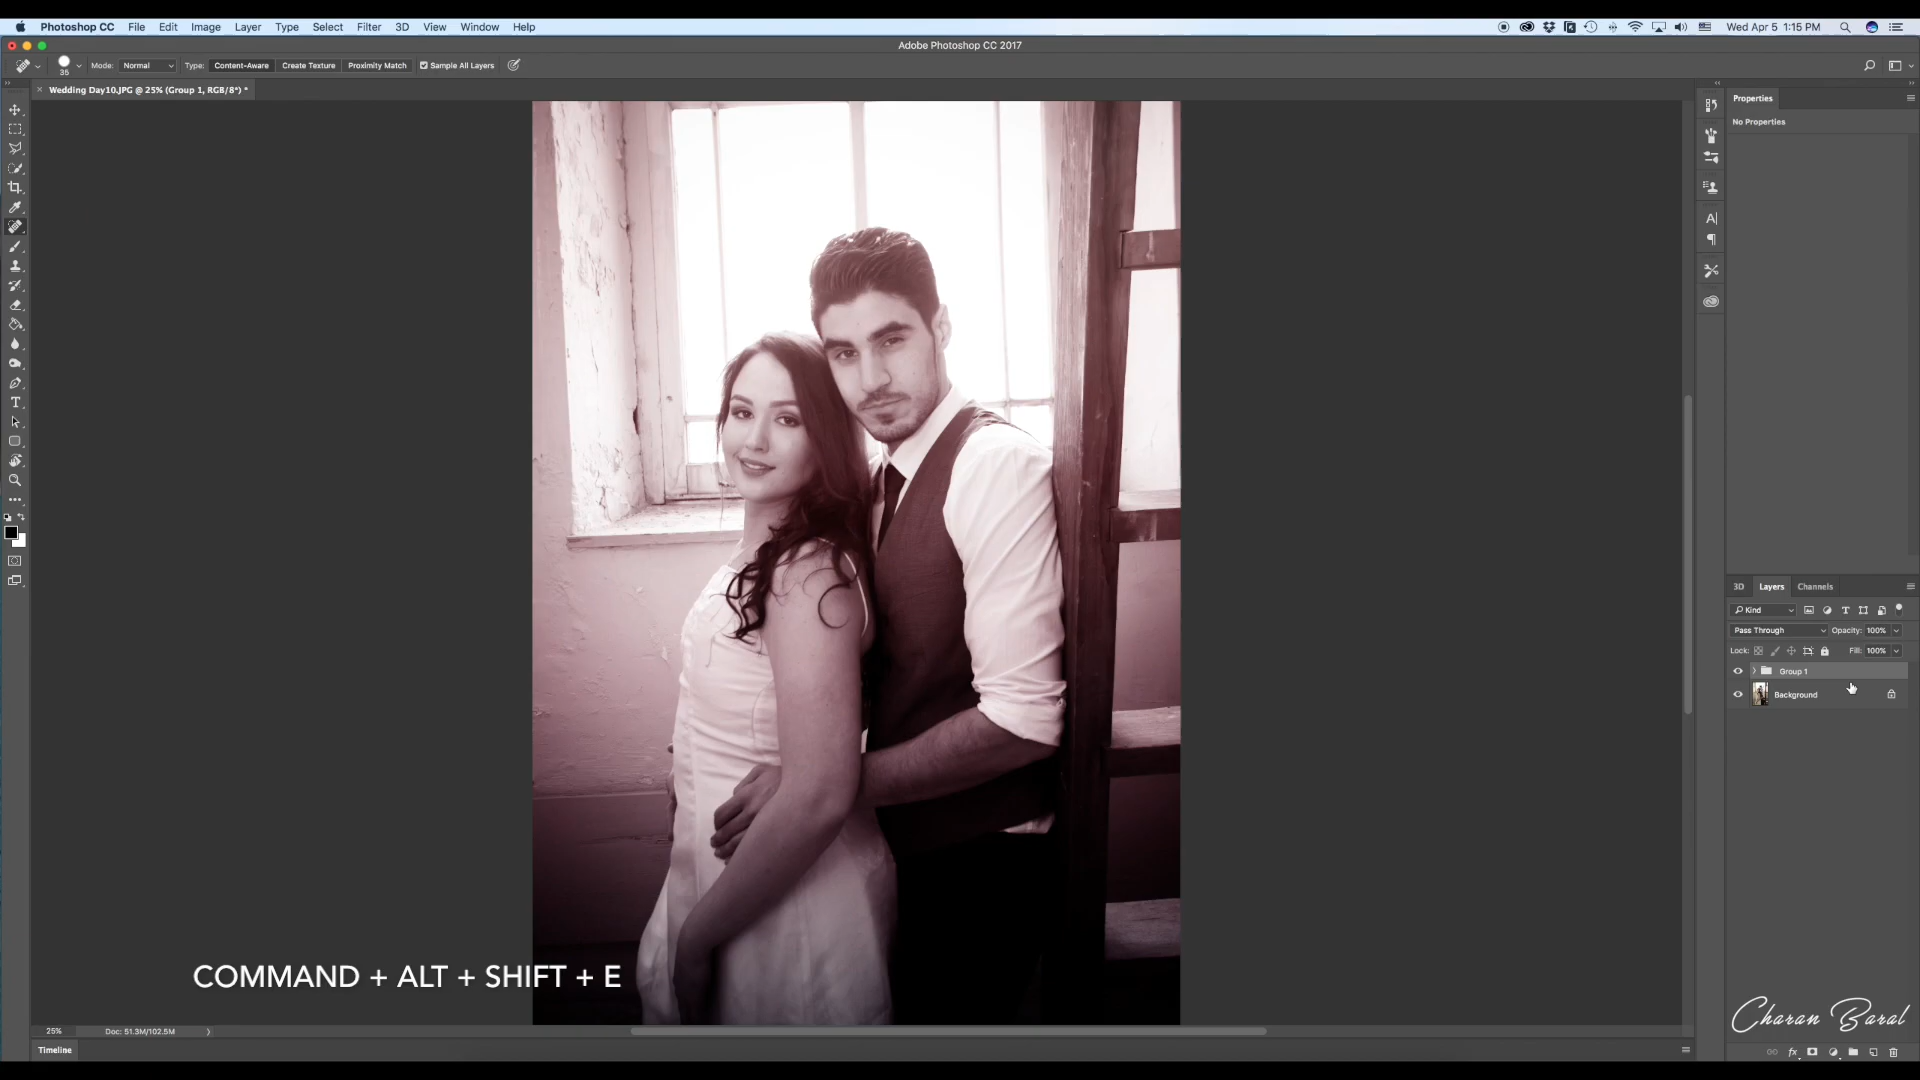 Photoshop CC File Edit Image Layer Type Select Filter 3D View Window Help Wed Apr 5 1:15 PM
Adobe Photoshop CC 2017
35 Mode: Normal Type: Content-Aware Create Texture Proximity Match Sample All Layers
Wedding Day10.JPG @ 25% (Group 1, RGB/8*) *
Properties
No Properties
3D Layers Channels
Kind
Pass Through Opacity: 100%
Lock: Fill: 100%
Group 1
Background
COMMAND + ALT + SHIFT + E
Charan Baral
25% Doc: 51.3M/102.5M
Timeline